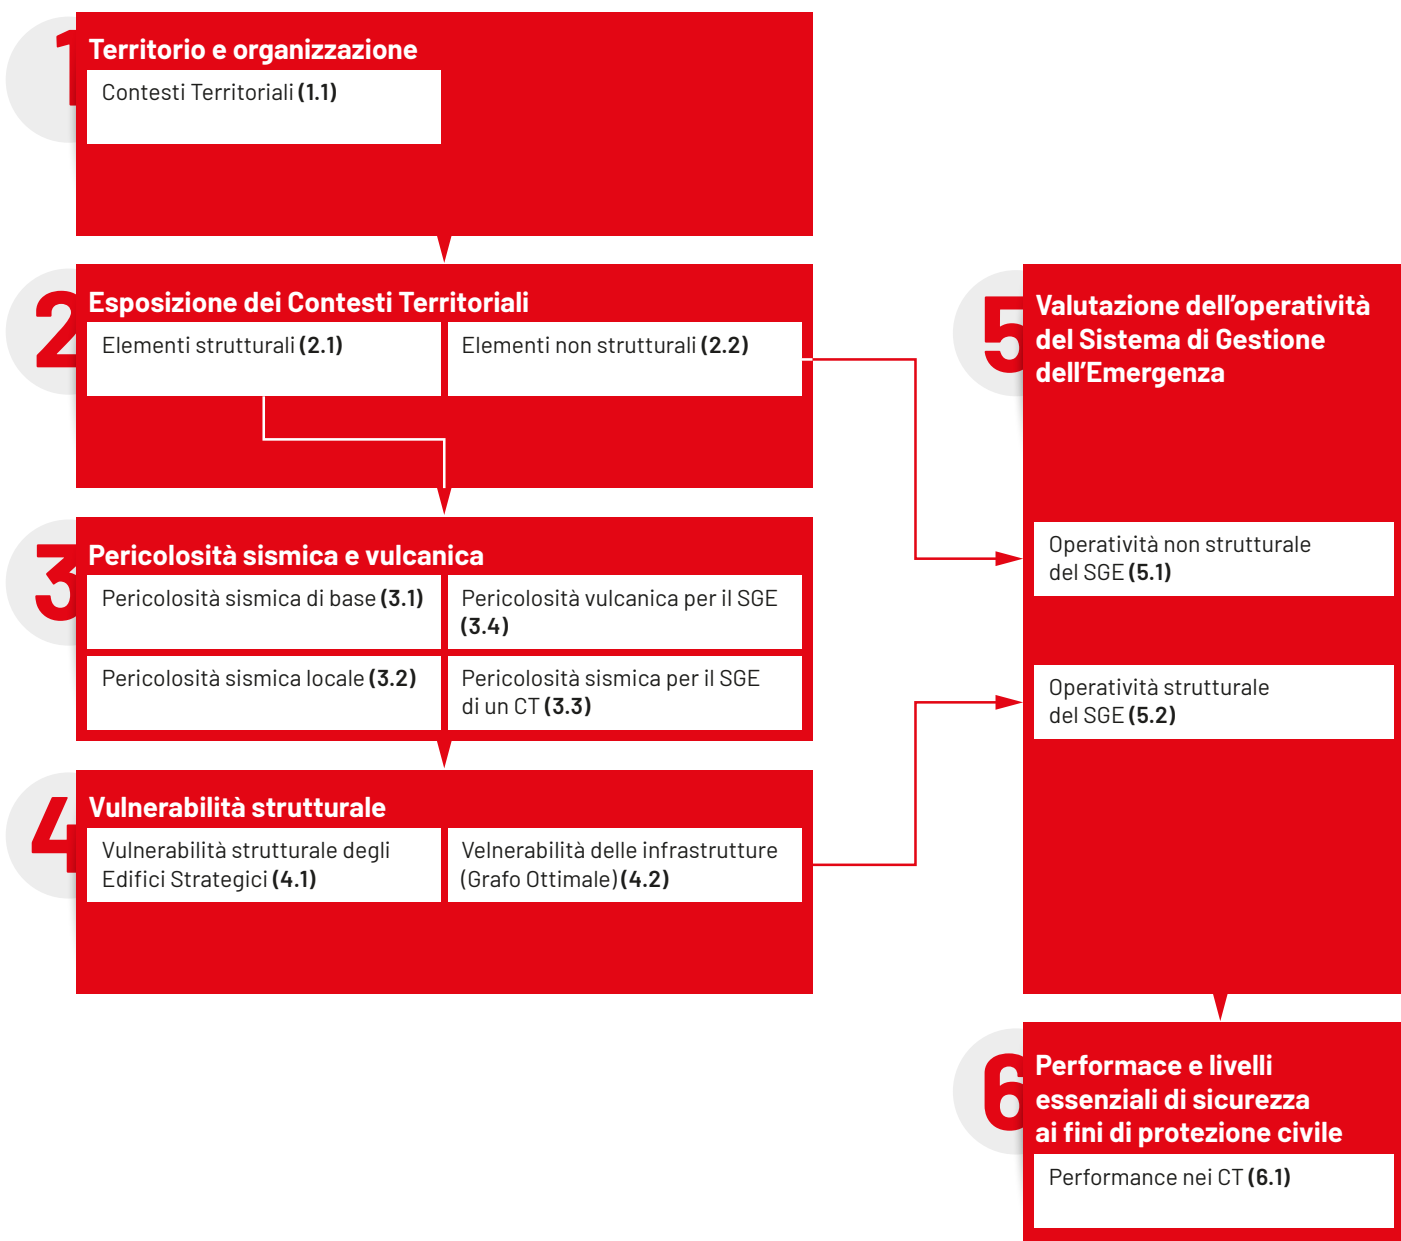 1
Territorio e organizzazione
Contesti Territoriali (1.1)
2
Esposizione dei Contesti Territoriali
Elementi strutturali (2.1)
Elementi non strutturali (2.2)
3
Pericolosità sismica e vulcanica
Pericolosità sismica di base (3.1)
Pericolosità vulcanica per il SGE
(3.4)
Pericolosità sismica locale (3.2)
Pericolosità sismica per il SGE
di un CT (3.3)
4
Vulnerabilità strutturale
Vulnerabilità strutturale degli
Edifici Strategici (4.1)
Velnerabilità delle infrastrutture
(Grafo Ottimale) (4.2)
5
Valutazione dell’operatività
del Sistema di Gestione
dell’Emergenza
Operatività non strutturale
del SGE (5.1)
Operatività strutturale
del SGE (5.2)
6
Performace e livelli
essenziali di sicurezza
ai fini di protezione civile
Performance nei CT (6.1)